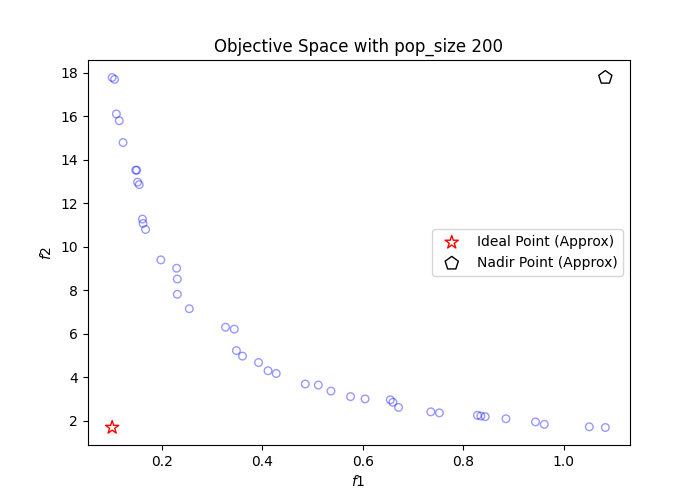 Objective Space with pop_size 200
18
16
14
12
10
8
6
4
2
f2
Ideal Point (Approx)
Nadir Point (Approx)
0.2 0.4 0.6 0.8 1.0
f1